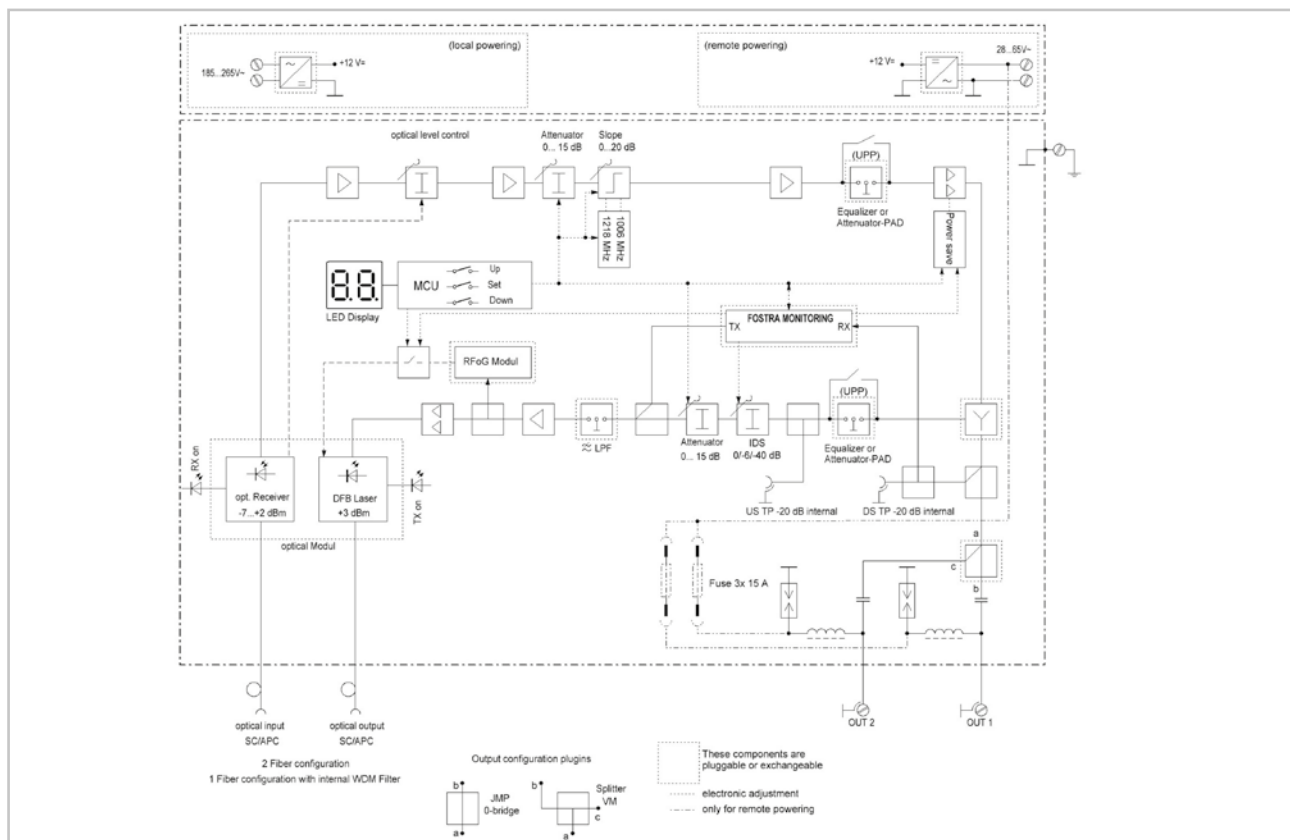 (local powering)
(remote powering)
28...65V~
+12 V=
+12 V=
185...265V~
optical level control
Attenuator
0... 15 dB
Slope
0...20 dB
(UPP)
Equalizer or
Attenuator-PAD
1218 MHz
1006 MHz
Power save
8.8.
LED Display
MCU
Up
Set
Down
FOSTRA MONITORING
TX
RX
RFoG Modul
(UPP)
LPF
Attenuator
0... 15 dB
IDS
0/-6/-40 dB
Equalizer or
Attenuator-PAD
RX on
opt. Receiver
-7...+2 dBm
DFB Laser
+3 dBm
TX on
optical Modul
US TP -20 dB internal
DS TP -20 dB internal
a
c
b
Fuse 3x 15 A
OUT 2
OUT 1
optical input
SC/APC
optical output
SC/APC
2 Fiber configuration
1 Fiber configuration with internal WDM Filter
Output configuration plugins
b
JMP
0-bridge
a
b
Splitter
VM
c
a
These components are
pluggable or exchangeable
electronic adjustment
only for remote powering